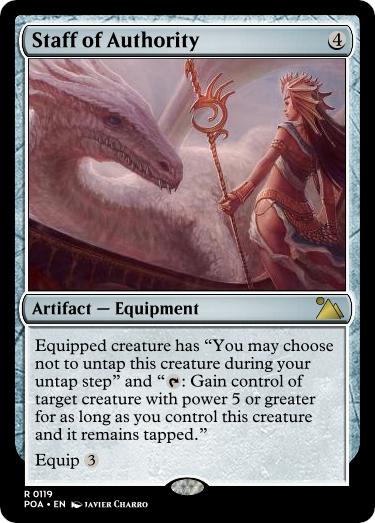 Staff of Authority 4
Artifact — Equipment
Equipped creature has “You may choose
not to untap this creature during your
untap step” and “: Gain control of
target creature with power 5 or greater
for as long as you control this creature
and it remains tapped.”
Equip 3
R 0119
POA • EN Javier Charro